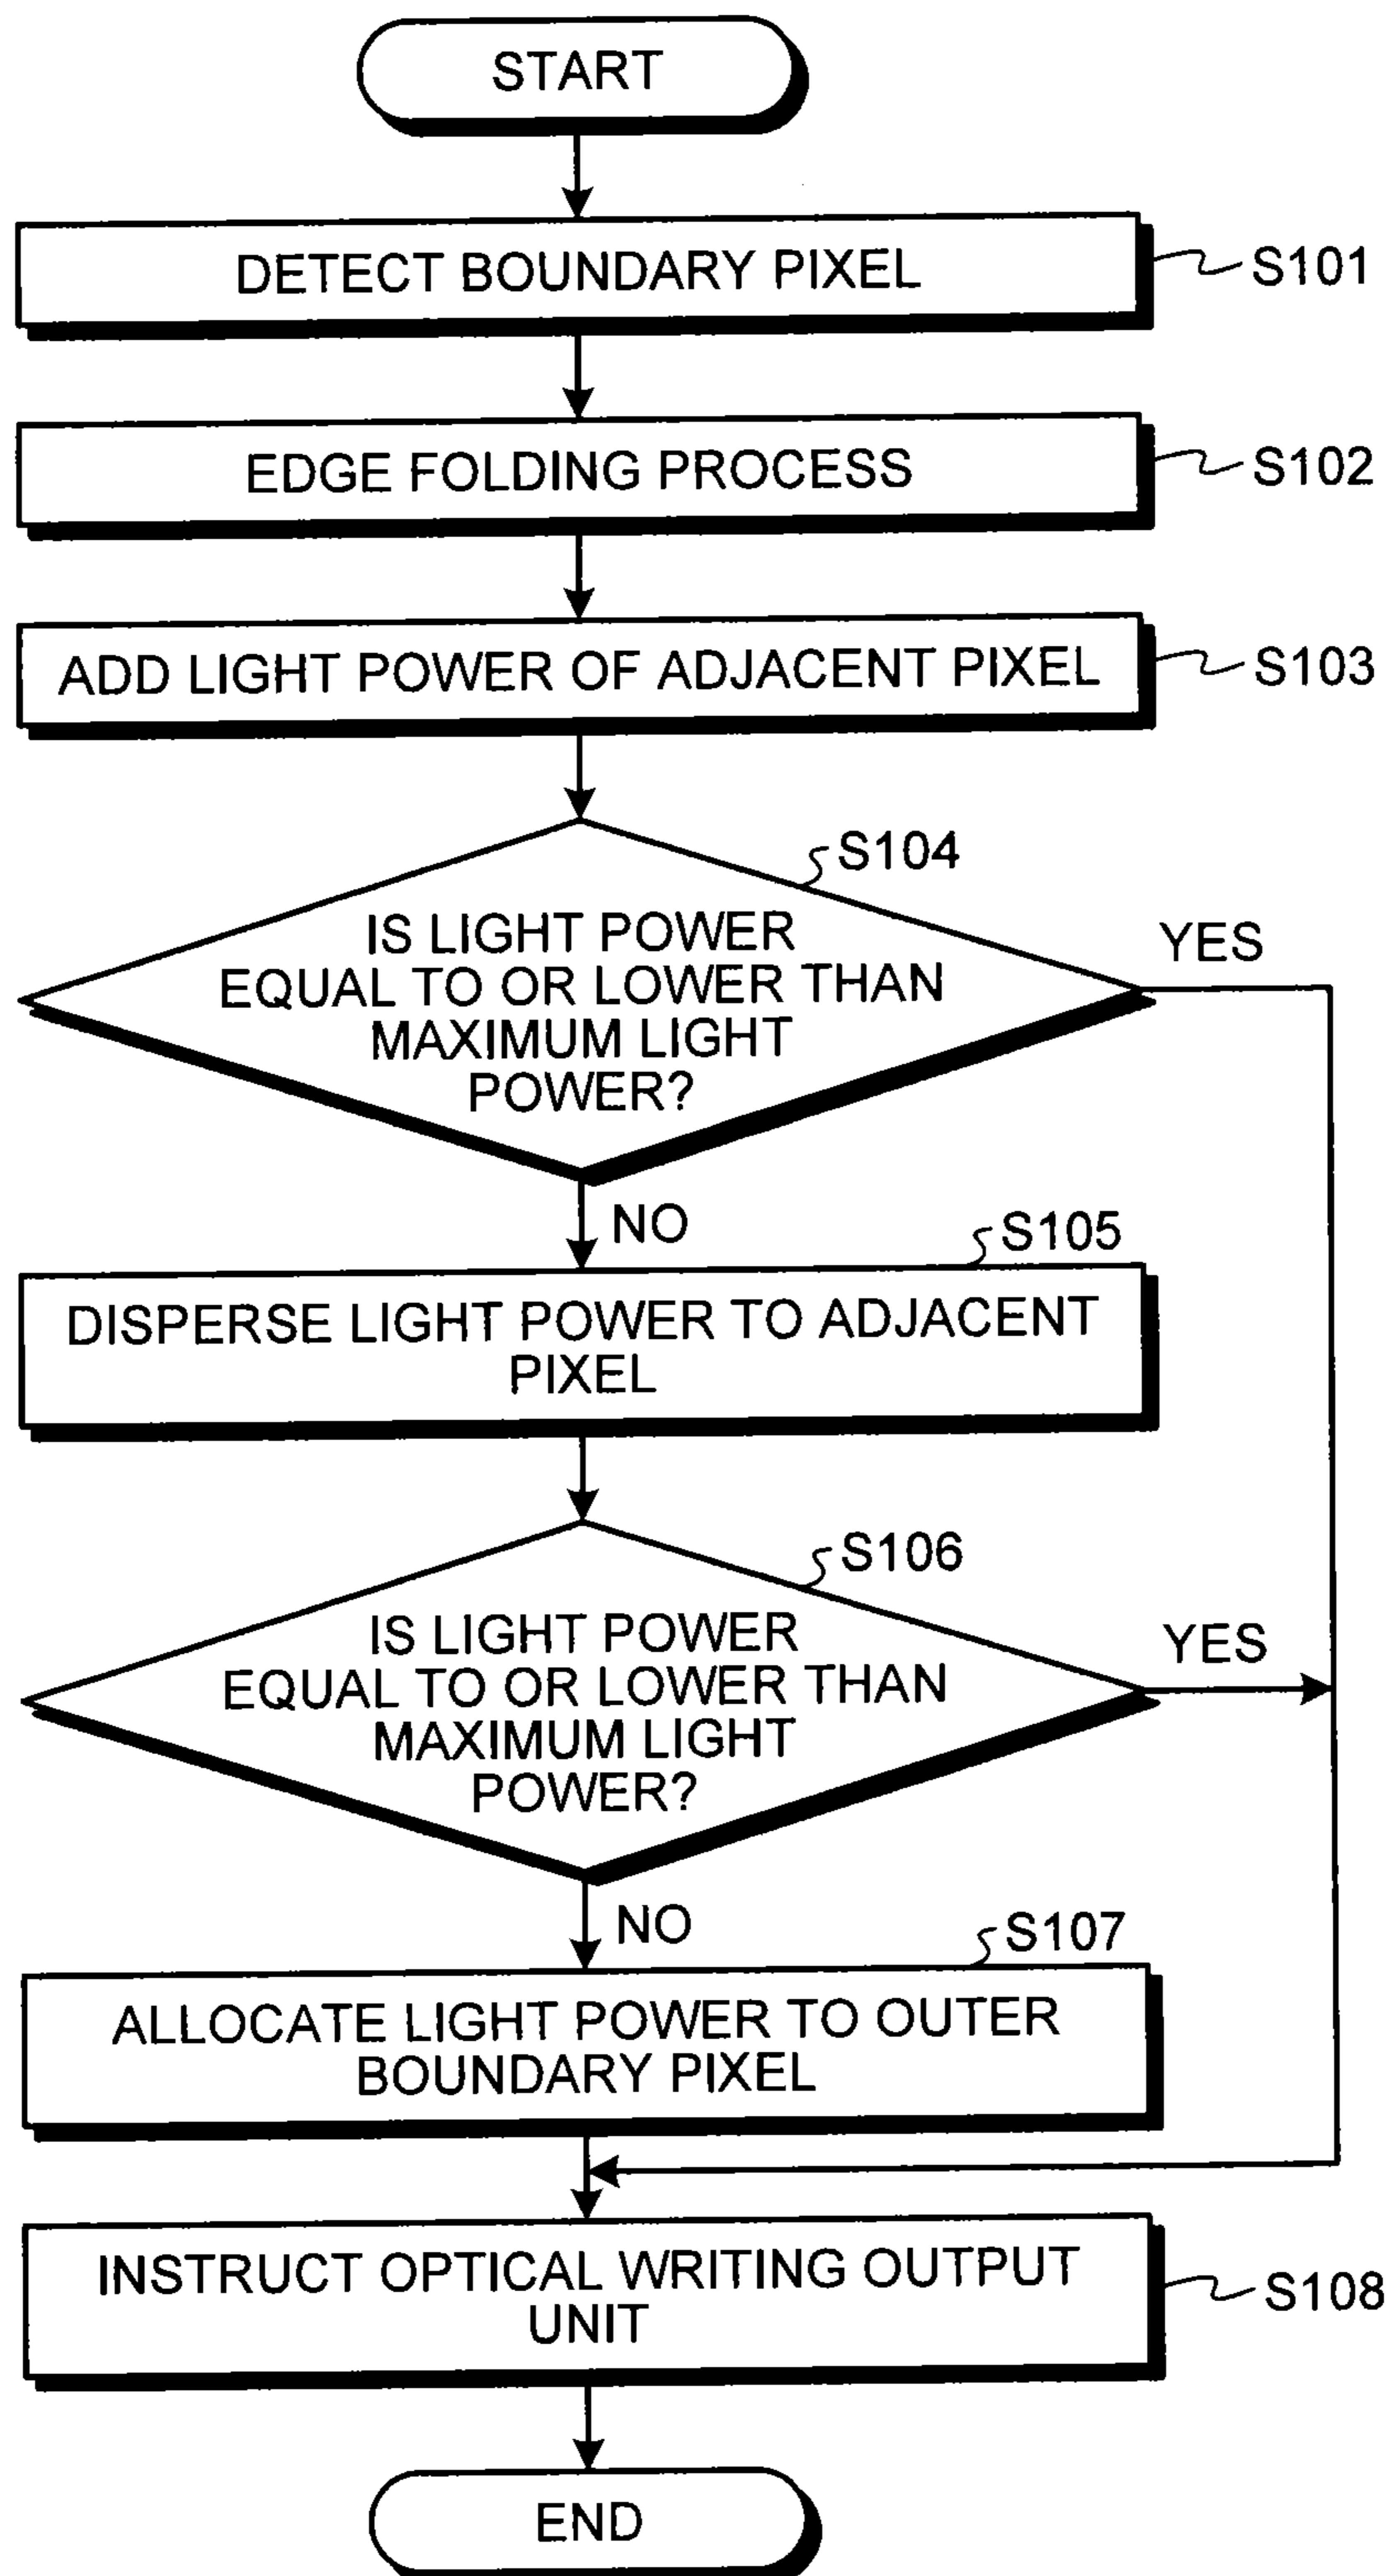 START
DETECT BOUNDARY PIXEL
S101
EDGE FOLDING PROCESS
S102
ADD LIGHT POWER OF ADJACENT PIXEL
S103
S104
IS LIGHT POWER
EQUAL TO OR LOWER THAN
MAXIMUM LIGHT
POWER?
YES
NO
S105
DISPERSE LIGHT POWER TO ADJACENT
PIXEL
S106
IS LIGHT POWER
EQUAL TO OR LOWER THAN
MAXIMUM LIGHT
POWER?
YES
NO
S107
ALLOCATE LIGHT POWER TO OUTER
BOUNDARY PIXEL
INSTRUCT OPTICAL WRITING OUTPUT
UNIT
S108
END